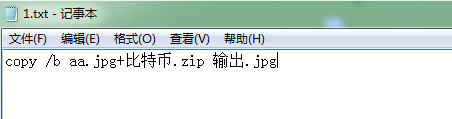 1.txt - 记事本
文件(F) 编辑(E) 格式(O) 查看(V) 帮助(H)
copy /b aa.jpg+比特币.zip 输出.jpg